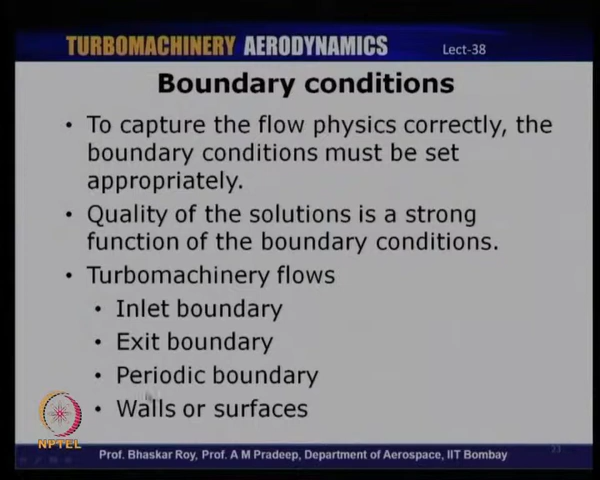 TURBOMACHINERY AERODYNAMICS Lect-38
Boundary conditions
• To capture the flow physics correctly, the
boundary conditions must be set
appropriately.
• Quality of the solutions is a strong
function of the boundary conditions.
• Turbomachinery flows
• Inlet boundary
• Exit boundary
• Periodic boundary
• Walls or surfaces
NPTEL
Prof. Bhaskar Roy, Prof. A M Pradeep, Department of Aerospace, IIT Bombay